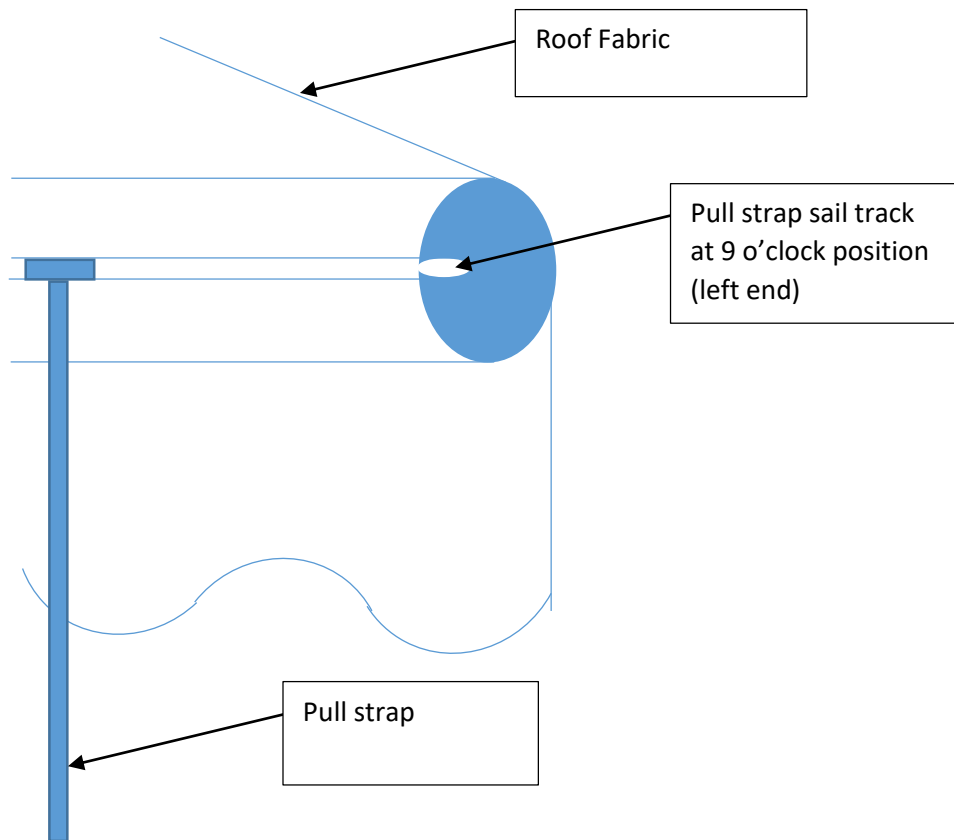 Roof Fabric
Pull strap sail track
at 9 o’clock position
(left end)
Pull strap